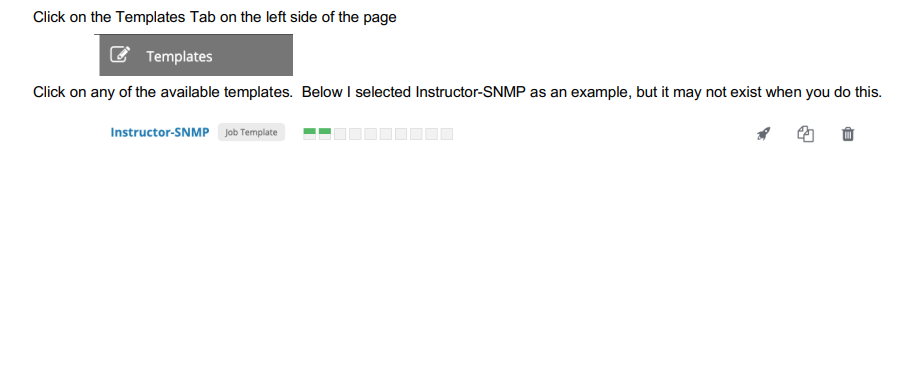 Click on the Templates Tab on the left side of the page
Templates
Click on any of the available templates.  Below I selected Instructor-SNMP as an example, but it may not exist when you do this.
Instructor-SNMP Job Template